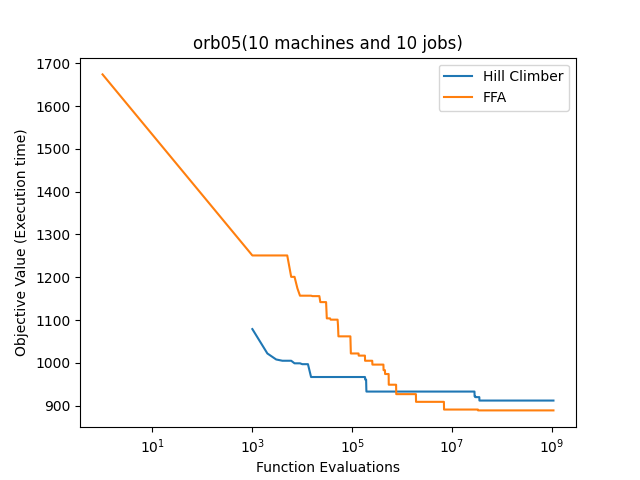 orb05(10 machines and 10 jobs)
Hill Climber
FFA
Objective Value (Execution time)
1700
1600
1500
1400
1300
1200
1100
1000
900
10¹ 10³ 10⁵ 10⁷ 10⁹
Function Evaluations